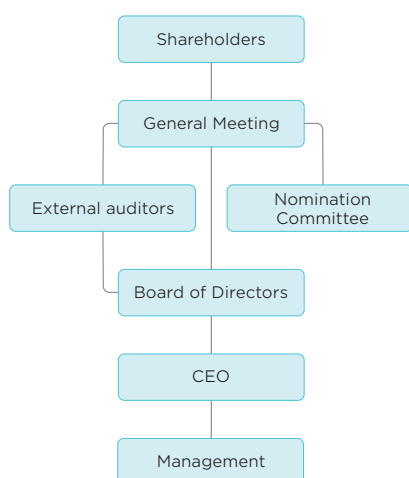 Shareholders
General Meeting
External auditors
Nomination
Committee
Board of Directors
CEO
Management